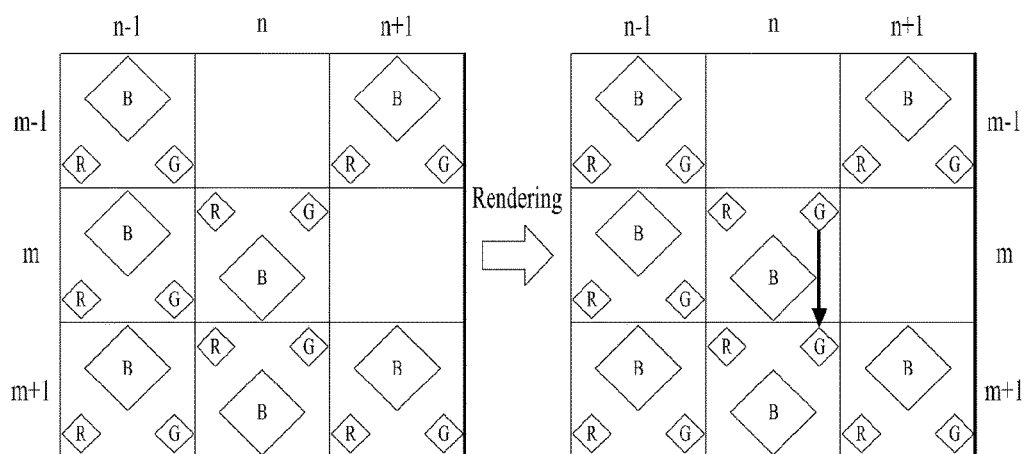 n-1 n n+1 n-1 n n+1
m-1 B B B B m-1
R G R G R G R G
Rendering
m B R G B R G m
B B
R G R G
R G R G
m+1 B B B B m+1
B B
R G R G R G R G